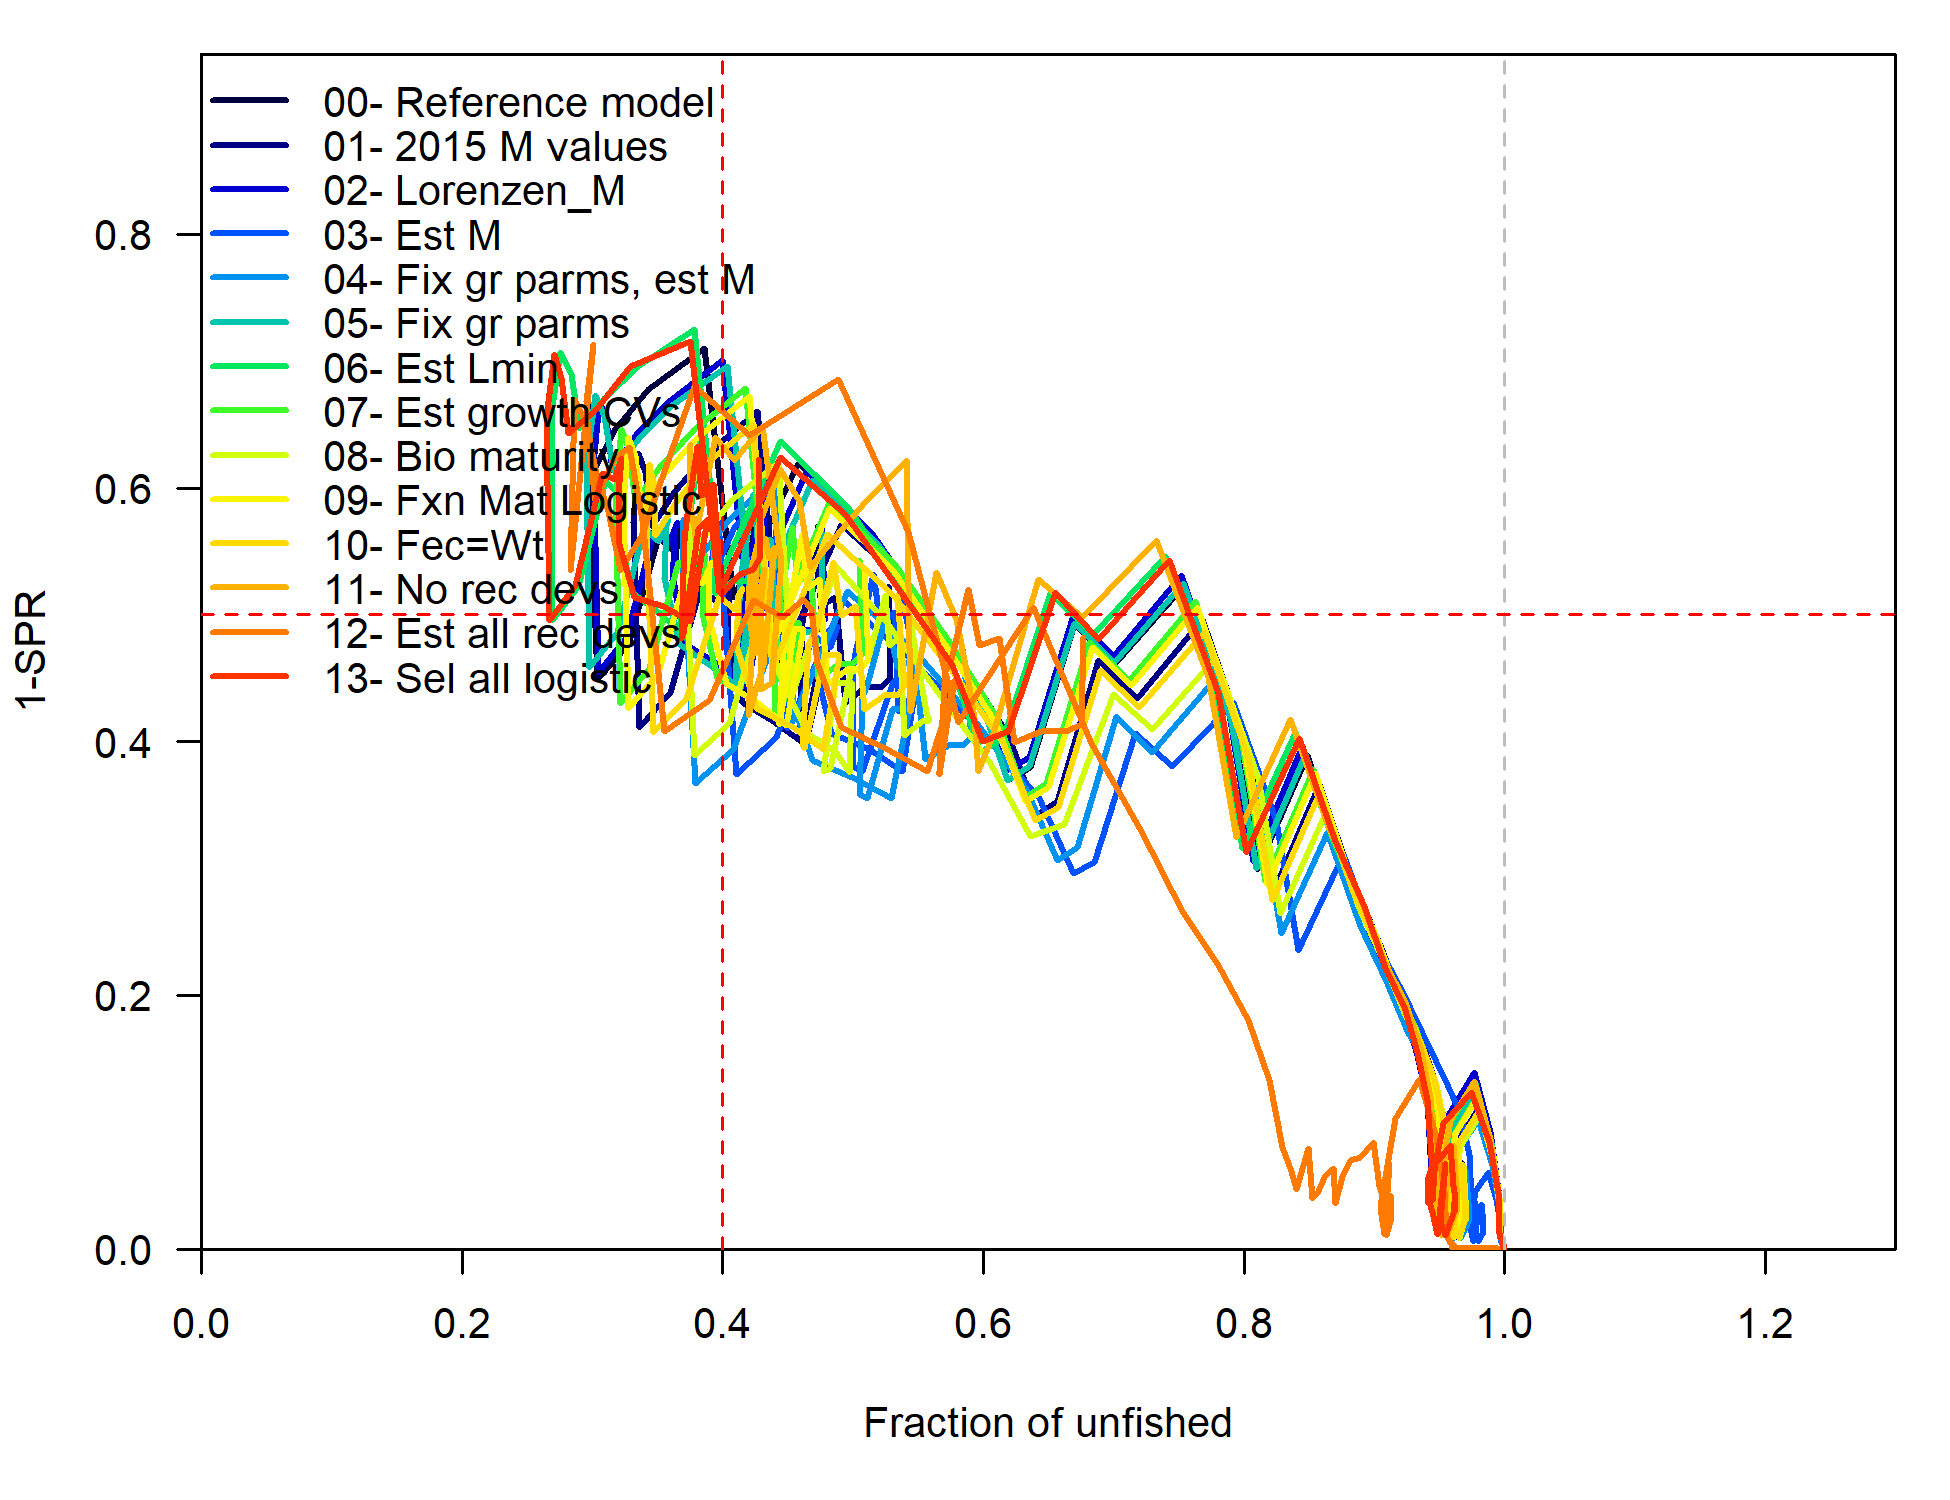 00- Reference model
01- 2015 M values
02- Lorenzen_M
03- Est M
04- Fix gr parms, est M
05- Fix gr parms
06- Est Lmin
07- Est growth CVs
08- Bio maturity
09- Fxn Mat Logistic
10- Fec=Wt
11- No rec devs
12- Est all rec devs
13- Sel all logistic
0.8
0.6
0.4
0.2
0.0
1-SPR
0.0 0.2 0.4 0.6 0.8 1.0 1.2
Fraction of unfished